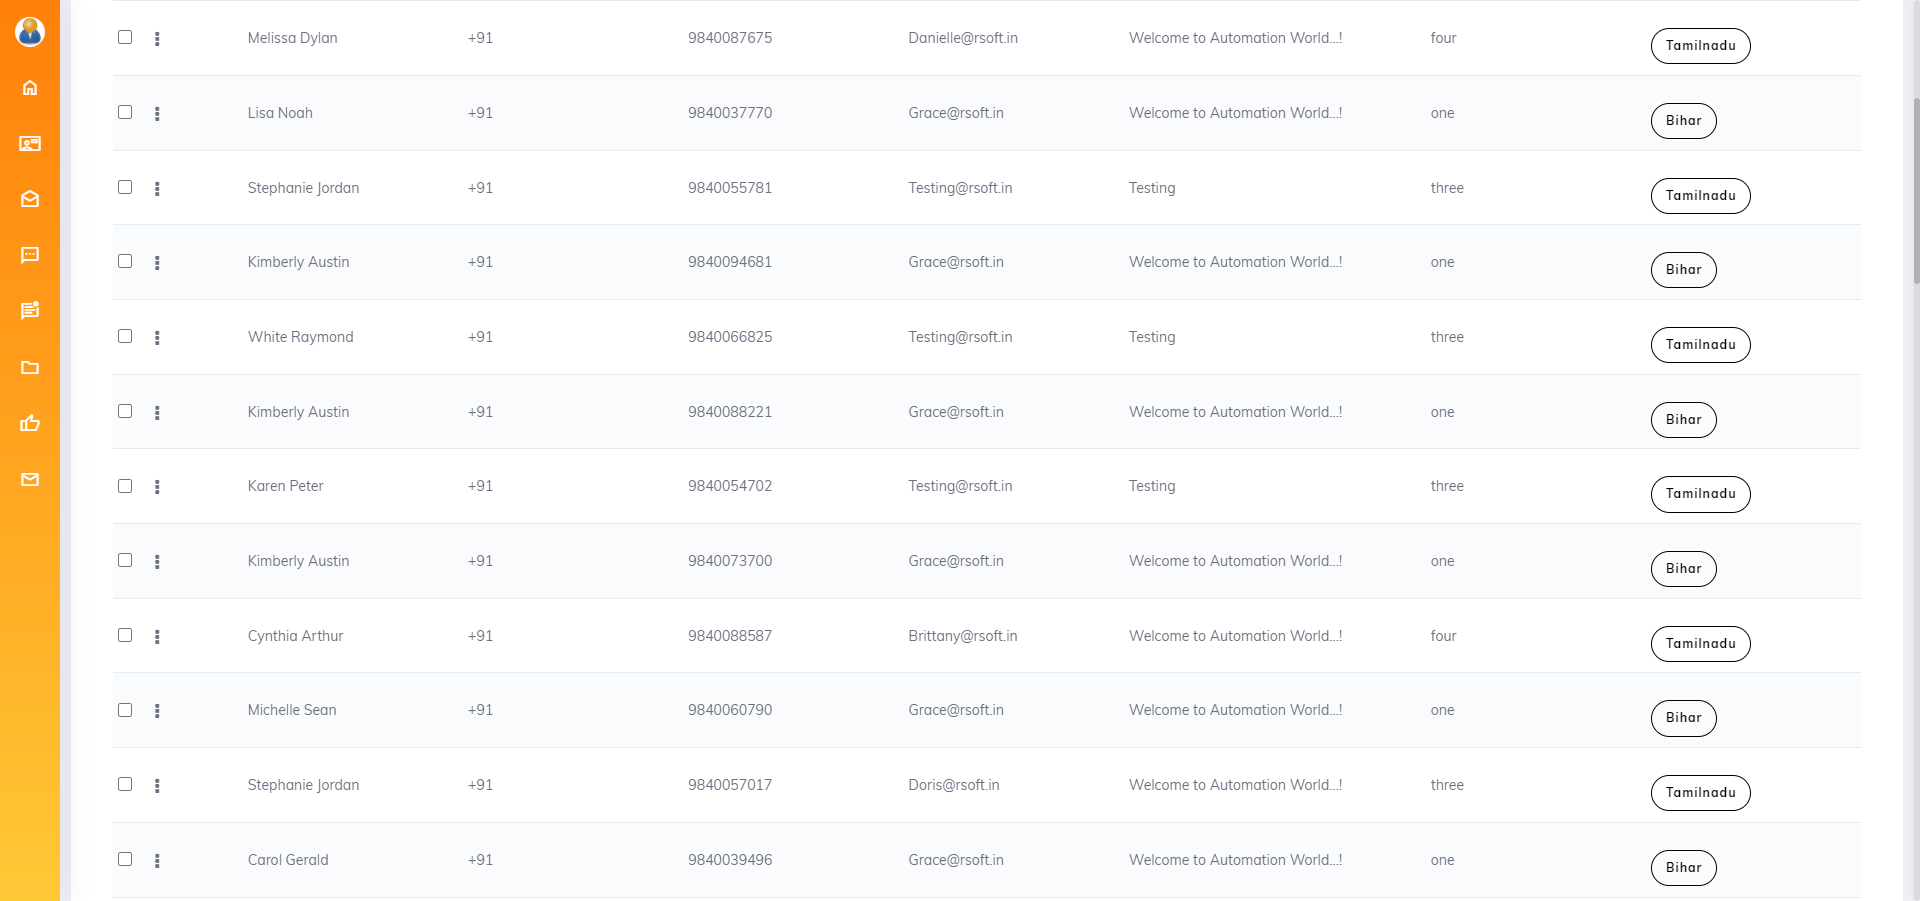 Melissa Dylan +91 9840087675 Danielle@rsoft.in Welcome to Automation World...! four Tamilnadu
Lisa Noah +91 9840037770 Grace@rsoft.in Welcome to Automation World...! one Bihar
Stephanie Jordan +91 9840055781 Testing@rsoft.in Testing three Tamilnadu
Kimberly Austin +91 9840094681 Grace@rsoft.in Welcome to Automation World...! one Bihar
White Raymond +91 9840066825 Testing@rsoft.in Testing three Tamilnadu
Kimberly Austin +91 9840088221 Grace@rsoft.in Welcome to Automation World...! one Bihar
Karen Peter +91 9840054702 Testing@rsoft.in Testing three Tamilnadu
Kimberly Austin +91 9840073700 Grace@rsoft.in Welcome to Automation World...! one Bihar
Cynthia Arthur +91 9840088587 Brittany@rsoft.in Welcome to Automation World...! four Tamilnadu
Michelle Sean +91 9840060790 Grace@rsoft.in Welcome to Automation World...! one Bihar
Stephanie Jordan +91 9840057017 Doris@rsoft.in Welcome to Automation World...! three Tamilnadu
Carol Gerald +91 9840039496 Grace@rsoft.in Welcome to Automation World...! one Bihar